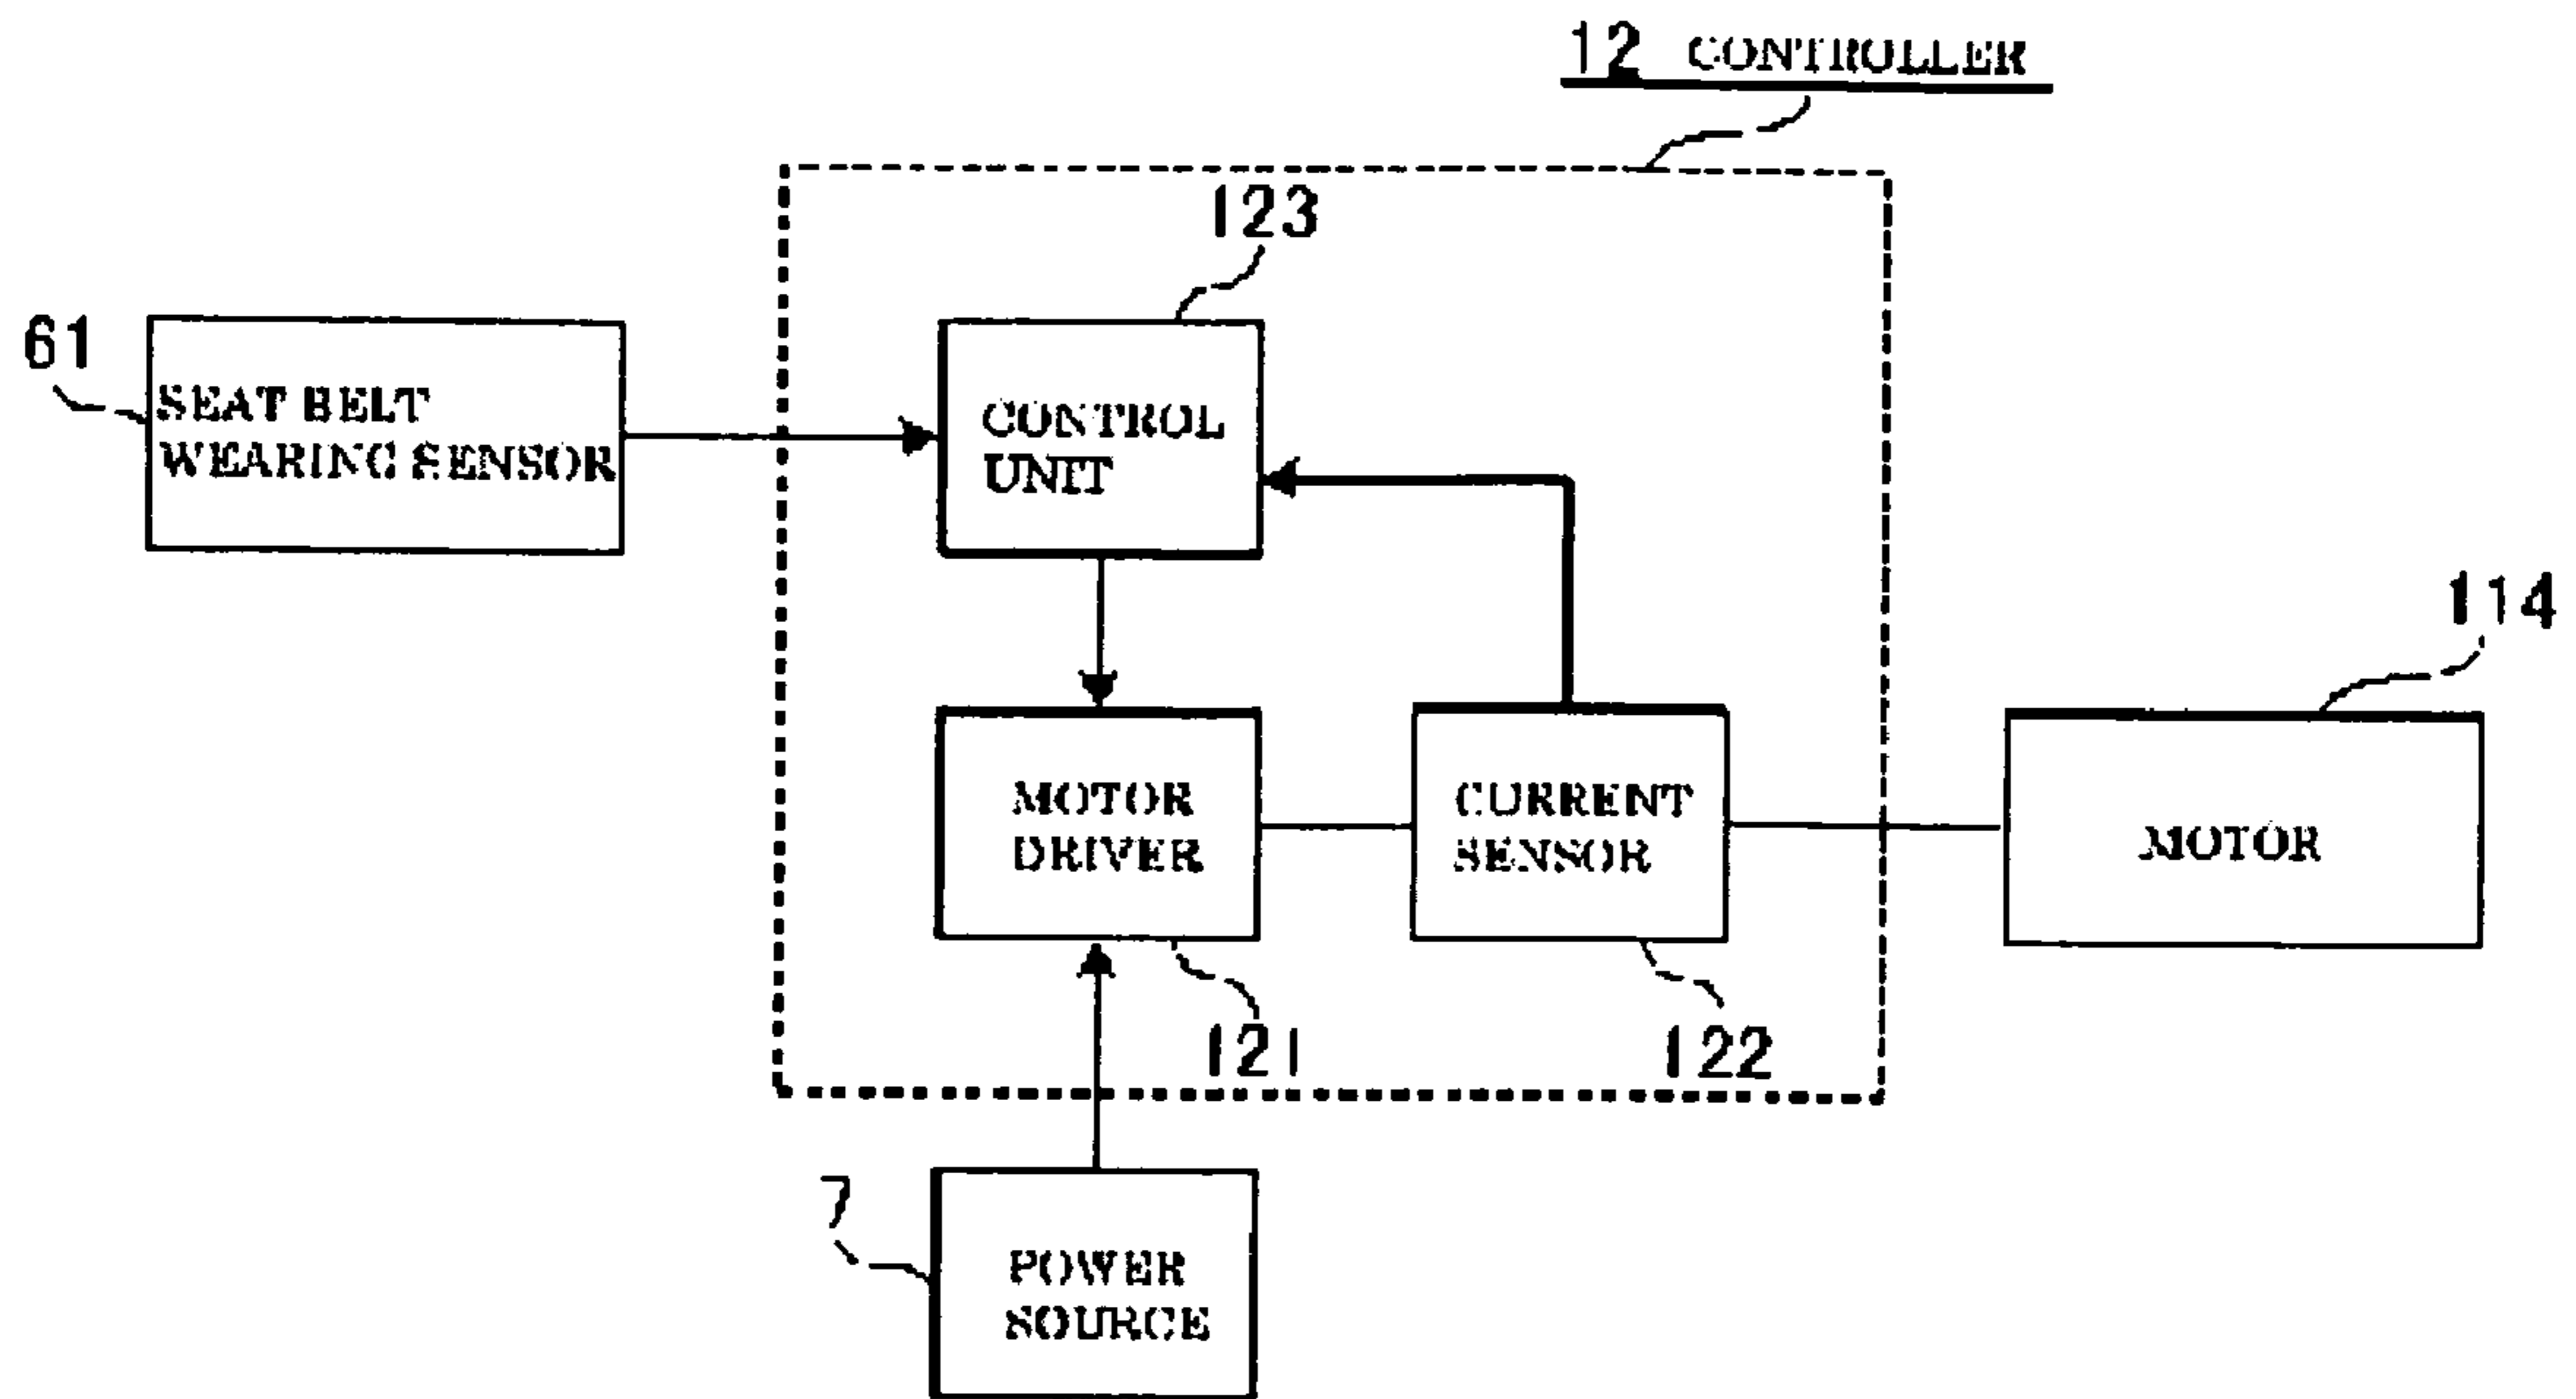 12 CONTROLLER
123
61
SEAT BELT
WEARING SENSOR
CONTROL
UNIT
114
MOTOR
DRIVER
CURRENT
SENSOR
MOTOR
121
122
7
POWER
SOURCE